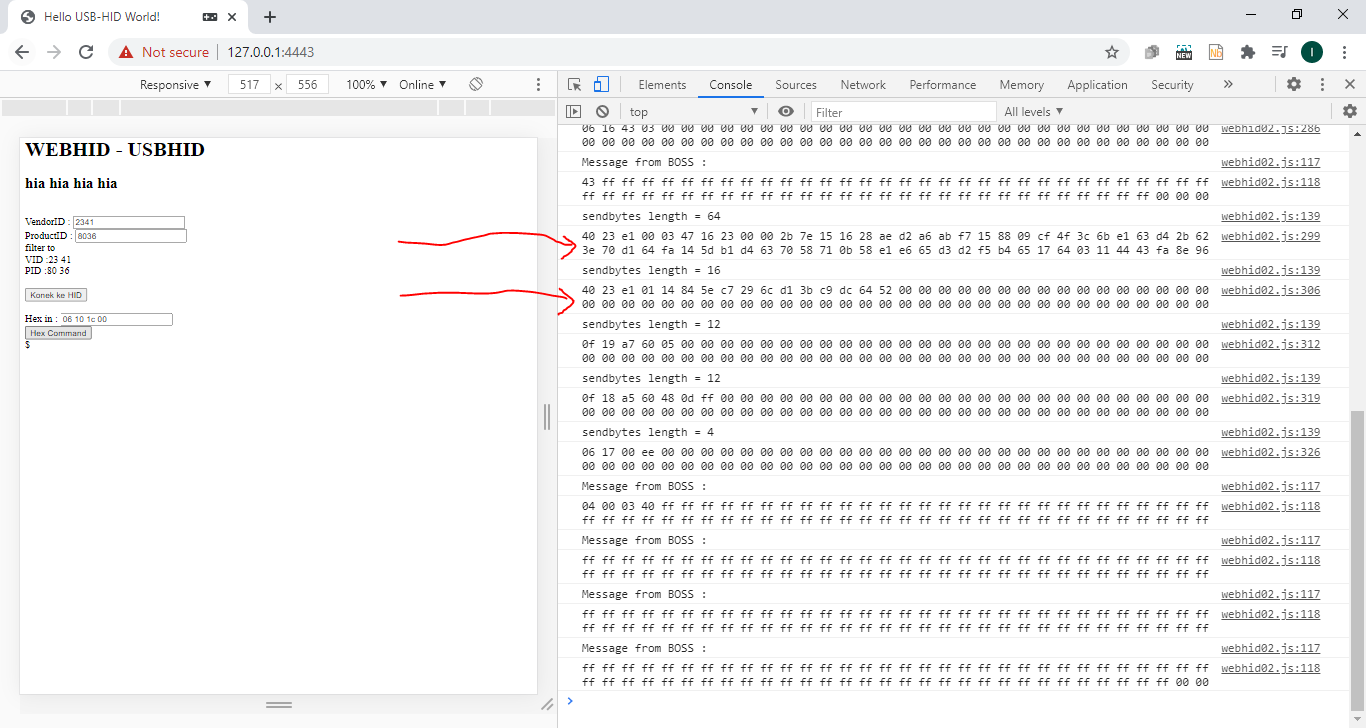 Hello USB-HID World!
Not secure
127.0.0.1:4443
NEW
Nb
I
Responsive
517
x
556
100%
Online
WEBHID - USBHID
hia hia hia hia
VendorID :
2341
ProductID :
8036
filter to
VID :23 41
PID :80 36
Konek ke HID
Hex in :
06 10 1c 00
Hex Command
$
Elements
Console
Sources
Network
Performance
Memory
Application
Security
top
Filter
All levels
06 16 43 03 00 00 00 00 00 00 00 00 00 00 00 00 00 00 00 00 00 00 00 00 00 00 00 00 00 00 00 00 webhid02.js:286
00 00 00 00 00 00 00 00 00 00 00 00 00 00 00 00 00 00 00 00 00 00 00 00 00 00 00 00 00 00 00 00
Message from BOSS : webhid02.js:117
43 ff ff ff ff ff ff ff ff ff ff ff ff ff ff ff ff ff ff ff ff ff ff ff ff ff ff ff ff ff ff ff webhid02.js:118
ff ff ff ff ff ff ff ff ff ff ff ff ff ff ff ff ff ff ff ff ff ff ff ff ff ff ff ff ff 00 00 00
sendbytes length = 64 webhid02.js:139
40 23 e1 00 03 47 16 23 00 00 2b 7e 15 16 28 ae d2 a6 ab f7 15 88 09 cf 4f 3c 6b e1 63 d4 2b 62 webhid02.js:299
3e 70 d1 64 fa 14 5d b1 d4 63 70 58 71 0b 58 e1 e6 65 d3 d2 f5 b4 65 17 64 03 11 44 43 fa 8e 96
sendbytes length = 16 webhid02.js:139
40 23 e1 01 14 84 5e c7 29 6c d1 3b c9 dc 64 52 00 00 00 00 00 00 00 00 00 00 00 00 00 00 00 00 webhid02.js:306
00 00 00 00 00 00 00 00 00 00 00 00 00 00 00 00 00 00 00 00 00 00 00 00 00 00 00 00 00 00 00 00
sendbytes length = 12 webhid02.js:139
0f 19 a7 60 05 00 00 00 00 00 00 00 00 00 00 00 00 00 00 00 00 00 00 00 00 00 00 00 00 00 00 00 webhid02.js:312
00 00 00 00 00 00 00 00 00 00 00 00 00 00 00 00 00 00 00 00 00 00 00 00 00 00 00 00 00 00 00 00
sendbytes length = 12 webhid02.js:139
0f 18 a5 60 48 0d ff 00 00 00 00 00 00 00 00 00 00 00 00 00 00 00 00 00 00 00 00 00 00 00 00 00 webhid02.js:319
00 00 00 00 00 00 00 00 00 00 00 00 00 00 00 00 00 00 00 00 00 00 00 00 00 00 00 00 00 00 00 00
sendbytes length = 4 webhid02.js:139
06 17 00 ee 00 00 00 00 00 00 00 00 00 00 00 00 00 00 00 00 00 00 00 00 00 00 00 00 00 00 00 00 webhid02.js:326
00 00 00 00 00 00 00 00 00 00 00 00 00 00 00 00 00 00 00 00 00 00 00 00 00 00 00 00 00 00 00 00
Message from BOSS : webhid02.js:117
04 00 03 40 ff ff ff ff ff ff ff ff ff ff ff ff ff ff ff ff ff ff ff ff ff ff ff ff ff ff ff ff webhid02.js:118
ff ff ff ff ff ff ff ff ff ff ff ff ff ff ff ff ff ff ff ff ff ff ff ff ff ff ff ff ff ff ff ff
Message from BOSS : webhid02.js:117
ff ff ff ff ff ff ff ff ff ff ff ff ff ff ff ff ff ff ff ff ff ff ff ff ff ff ff ff ff ff ff ff webhid02.js:118
ff ff ff ff ff ff ff ff ff ff ff ff ff ff ff ff ff ff ff ff ff ff ff ff ff ff ff ff ff ff ff ff
Message from BOSS : webhid02.js:117
ff ff ff ff ff ff ff ff ff ff ff ff ff ff ff ff ff ff ff ff ff ff ff ff ff ff ff ff ff ff ff ff webhid02.js:118
ff ff ff ff ff ff ff ff ff ff ff ff ff ff ff ff ff ff ff ff ff ff ff ff ff ff ff ff ff ff ff ff
Message from BOSS : webhid02.js:117
ff ff ff ff ff ff ff ff ff ff ff ff ff ff ff ff ff ff ff ff ff ff ff ff ff ff ff ff ff ff ff ff webhid02.js:118
ff ff ff ff ff ff ff ff ff ff ff ff ff ff ff ff ff ff ff ff ff ff ff ff ff ff ff ff ff ff 00 00